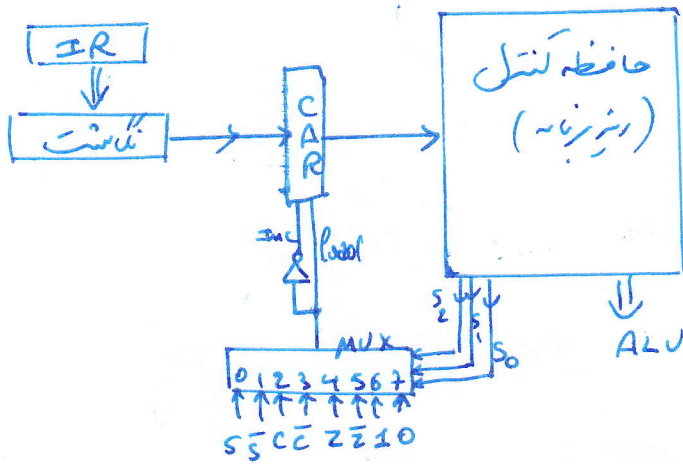 IR
نگاشت
CAR
حافظه کنترل
(ریزبرنامه)
INC
load
S2
S1
S0
ALU
MUX
0 1 2 3 4 5 6 7
S S̅ C C̅ Z Z̅ 1 0